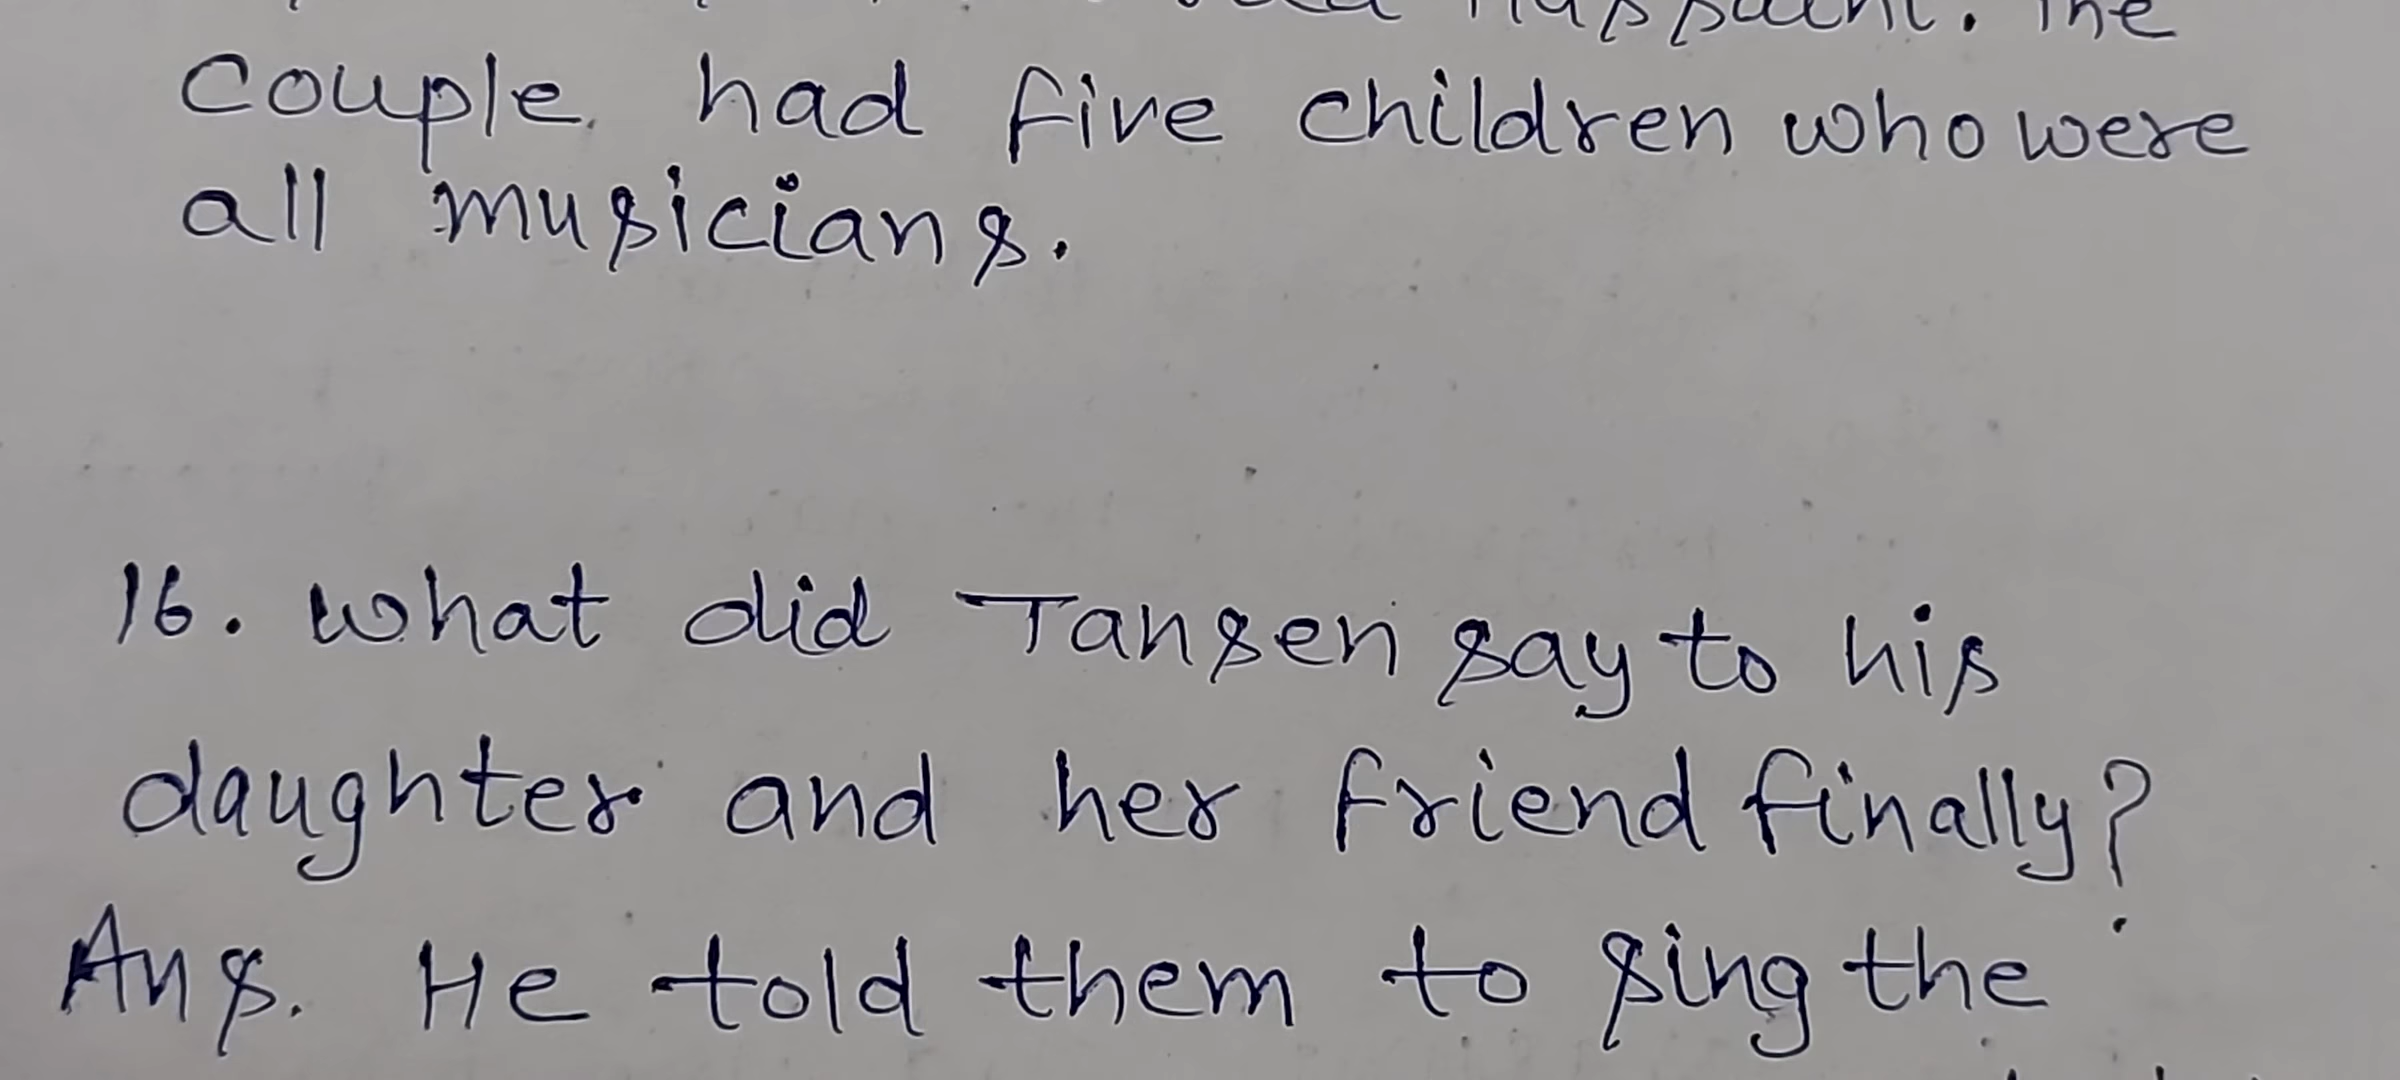 The
couple had five children who were
all musicians.
16. What did Tansen say to his
daughter and her friend finally?
Ans. He told them to sing the